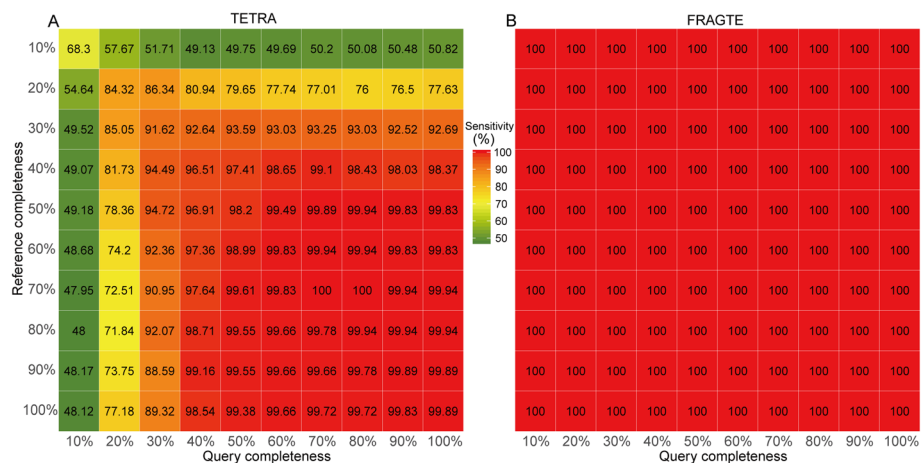 A TETRA
10% 68.3 57.67 51.71 49.13 49.75 49.69 50.2 50.08 50.48 50.82
20% 54.64 84.32 86.34 80.94 79.65 77.74 77.01 76 76.5 77.63
30% 49.52 85.05 91.62 92.64 93.59 93.03 93.25 93.03 92.52 92.69
40% 49.07 81.73 94.49 96.51 97.41 98.65 99.1 98.43 98.03 98.37
50% 49.18 78.36 94.72 96.91 98.2 99.49 99.89 99.94 99.83 99.83
60% 48.68 74.2 92.36 97.36 98.99 99.83 99.94 99.94 99.83 99.83
70% 47.95 72.51 90.95 97.64 99.61 99.83 100 100 99.94 99.94
80% 48 71.84 92.07 98.71 99.55 99.66 99.78 99.94 99.94 99.94
90% 48.17 73.75 88.59 99.16 99.55 99.66 99.66 99.78 99.89 99.89
100% 48.12 77.18 89.32 98.54 99.38 99.66 99.72 99.72 99.83 99.89
10% 20% 30% 40% 50% 60% 70% 80% 90% 100%
Query completeness
Reference completeness
Sensitivity
(%)
100
90
80
70
60
50
B FRAGTE
100 100 100 100 100 100 100 100 100 100
100 100 100 100 100 100 100 100 100 100
100 100 100 100 100 100 100 100 100 100
100 100 100 100 100 100 100 100 100 100
100 100 100 100 100 100 100 100 100 100
100 100 100 100 100 100 100 100 100 100
100 100 100 100 100 100 100 100 100 100
100 100 100 100 100 100 100 100 100 100
100 100 100 100 100 100 100 100 100 100
100 100 100 100 100 100 100 100 100 100
10% 20% 30% 40% 50% 60% 70% 80% 90% 100%
Query completeness